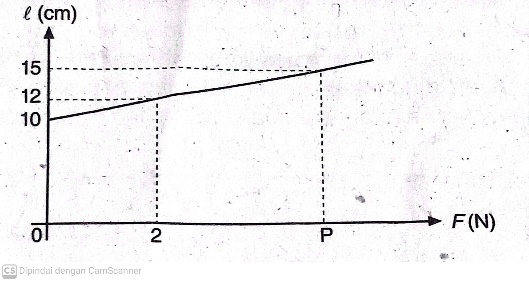 ℓ (cm)
15
12
10
0
2
P
F (N)
CS Dipindai dengan CamScanner